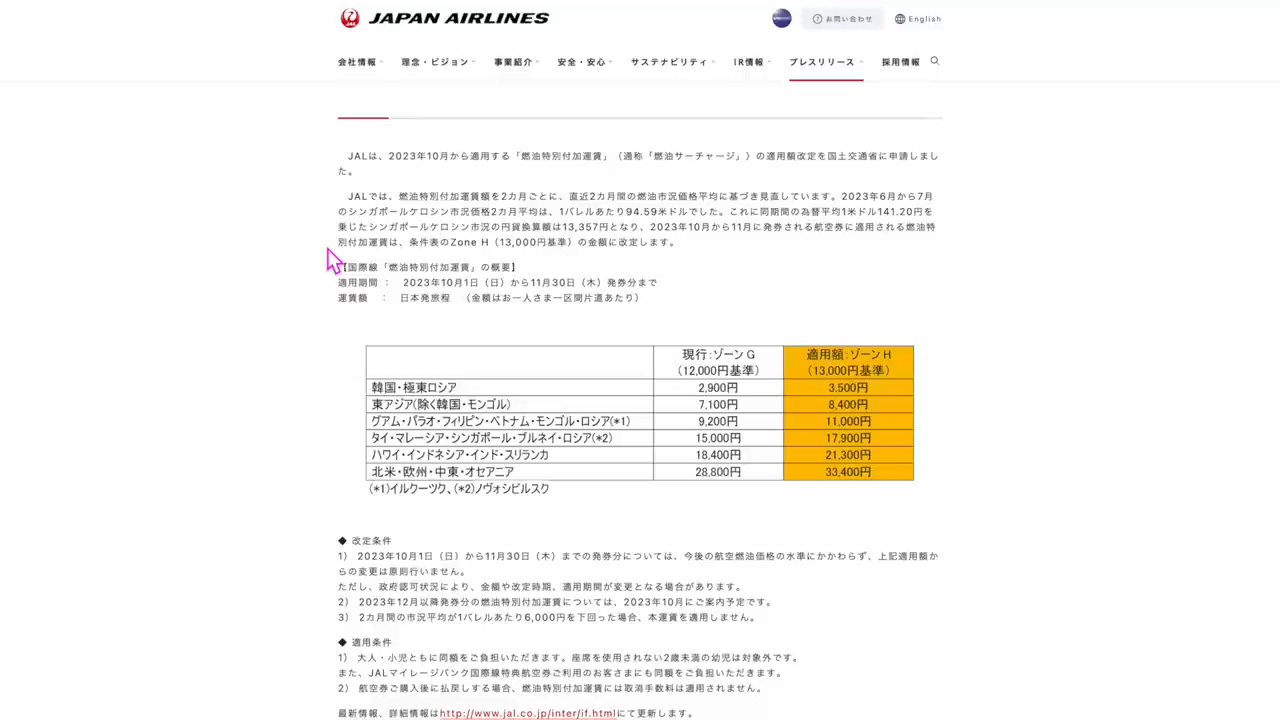 JAPAN AIRLINES
お問い合わせ
English
会社情報
理念・ビジョン
事業紹介
安全・安心
サステナビリティ
IR情報
プレスリリース
採用情報
JALは、2023年10月から適用する「燃油特別付加運賃」（通称「燃油サーチャージ」）の適用額改定を国土交通省に申請しまし
た。
JALでは、燃油特別付加運賃額を2カ月ごとに、直近2カ月間の燃油市況価格平均に基づき見直しています。2023年6月から7月
のシンガポールケロシン市況価格2カ月平均は、1バレルあたり94.59米ドルでした。これに同期間の為替平均1米ドル141.20円を
乗じたシンガポールケロシン市況の円貨換算額は13,357円となり、2023年10月から11月に発券される航空券に適用される燃油特
別付加運賃は、条件表のZone H（13,000円基準）の金額に改定します。
【国際線「燃油特別付加運賃」の概要】
適用期間 ： 2023年10月1日（日）から11月30日（木）発券分まで
運賃額 ： 日本発旅程 （金額はお一人さま一区間片道あたり）
現行：ゾーンG 適用額：ゾーンH
（12,000円基準） （13,000円基準）
韓国・極東ロシア 2,900円 3,500円
東アジア(除く韓国・モンゴル) 7,100円 8,400円
グアム・パラオ・フィリピン・ベトナム・モンゴル・ロシア(*1) 9,200円 11,000円
タイ・マレーシア・シンガポール・ブルネイ・ロシア(*2) 15,000円 17,900円
ハワイ・インドネシア・インド・スリランカ 18,400円 21,300円
北米・欧州・中東・オセアニア 28,800円 33,400円
(*1)イルクーツク、(*2)ノヴォシビルスク
◆ 改定条件
1） 2023年10月1日（日）から11月30日（木）までの発券分については、今後の航空燃油価格の水準にかかわらず、上記適用額か
らの変更は原則行いません。
ただし、政府認可状況により、金額や改定時期、適用期間が変更となる場合があります。
2） 2023年12月以降発券分の燃油特別付加運賃については、2023年10月にご案内予定です。
3） 2カ月間の市況平均が1バレルあたり6,000円を下回った場合、本運賃を適用しません。
◆ 適用条件
1） 大人・小児ともに同額をご負担いただきます。座席を使用されない2歳未満の幼児は対象外です。
また、JALマイレージバンク国際線特典航空券ご利用のお客さまにも同額をご負担いただきます。
2） 航空券ご購入後に払戻しする場合、燃油特別付加運賃には取消手数料は適用されません。
最新情報、詳細情報はhttp://www.jal.co.jp/inter/if.htmlにて更新します。